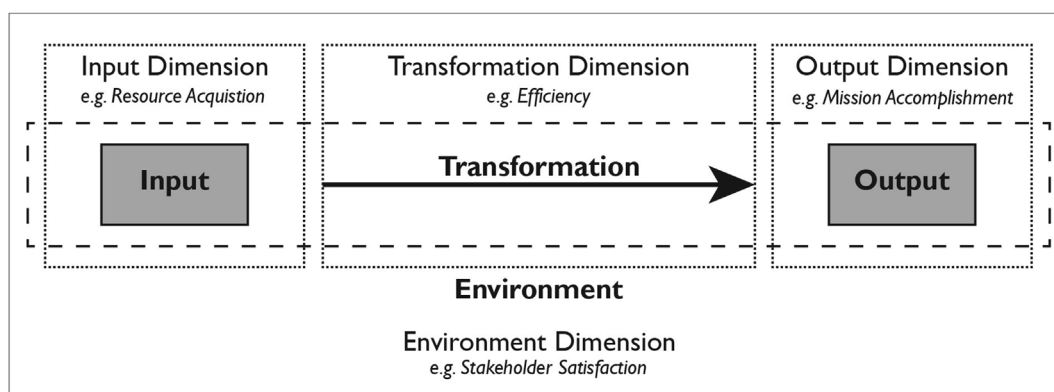 Input Dimension
e.g. Resource Acquistion
Transformation Dimension
e.g. Efficiency
Output Dimension
e.g. Mission Accomplishment
Input
Transformation
Output
Environment
Environment Dimension
e.g. Stakeholder Satisfaction